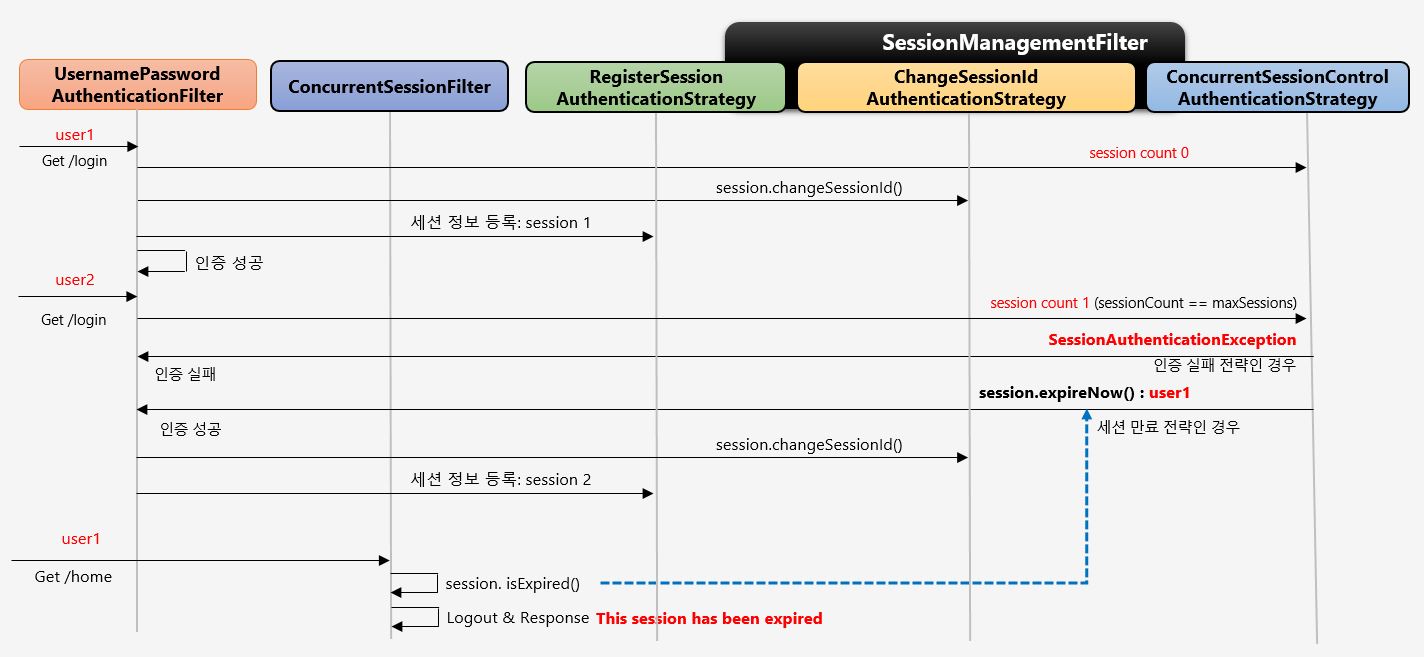 SessionManagementFilter
UsernamePassword
AuthenticationFilter
ConcurrentSessionFilter
RegisterSession
AuthenticationStrategy
ChangeSessionId
AuthenticationStrategy
ConcurrentSessionControl
AuthenticationStrategy
user1
Get /login
session count 0
session.changeSessionId()
세션 정보 등록: session 1
인증 성공
user2
Get /login
session count 1 (sessionCount == maxSessions)
SessionAuthenticationException
인증 실패 전략인 경우
인증 실패
session.expireNow() : user1
세션 만료 전략인 경우
인증 성공
session.changeSessionId()
세션 정보 등록: session 2
user1
Get /home
session. isExpired()
Logout & Response This session has been expired